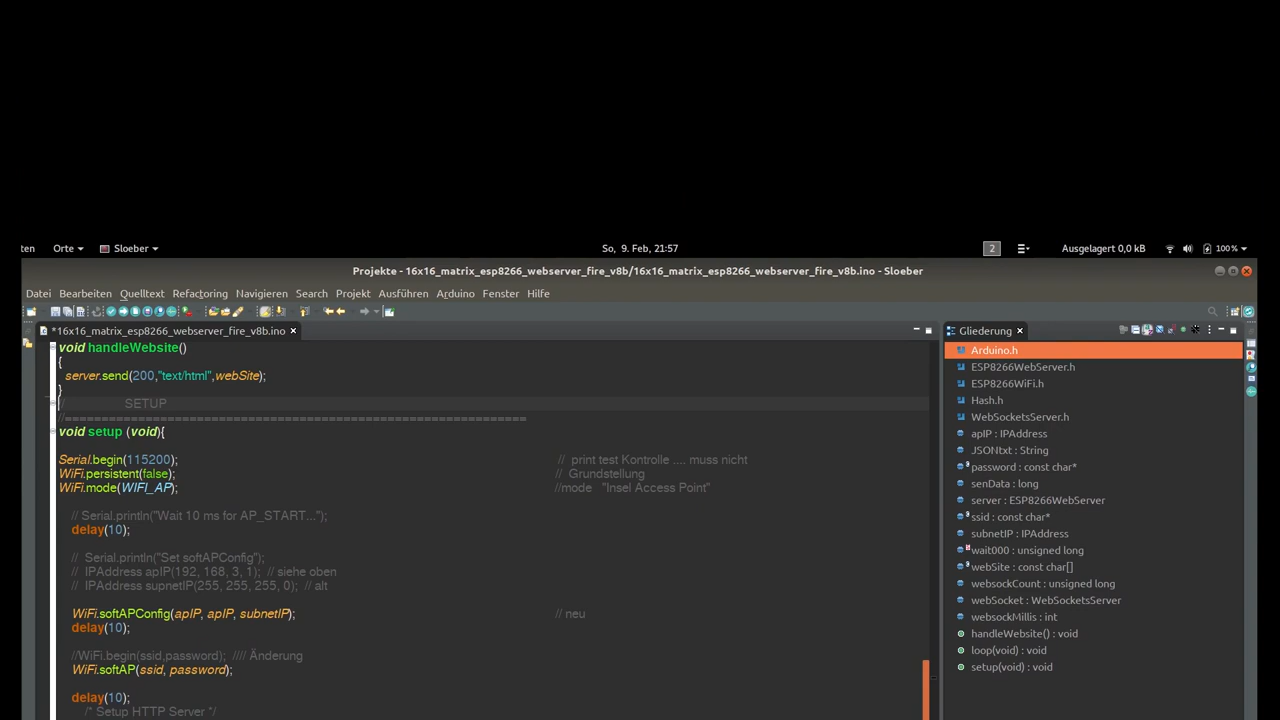 ten Orte Sloeber So, 9. Feb, 21:57 2 Ausgelagert 0,0 kB 100%
Projekte - 16x16_matrix_esp8266_webserver_fire_v8b/16x16_matrix_esp8266_webserver_fire_v8b.ino - Sloeber
Datei Bearbeiten Quelltext Refactoring Navigieren Search Projekt Ausführen Arduino Fenster Hilfe
*16x16_matrix_esp8266_webserver_fire_v8b.ino
void handleWebsite()
{
server.send(200,"text/html",webSite);
}
// SETUP
//===============================================================
void setup (void){
Serial.begin(115200); // print test Kontrolle .... muss nicht
WiFi.persistent(false); // Grundstellung
WiFi.mode(WIFI_AP); //mode "Insel Access Point"
// Serial.println("Wait 10 ms for AP_START...");
delay(10);
// Serial.println("Set softAPConfig");
// IPAddress apIP(192, 168, 3, 1); // siehe oben
// IPAddress supnetIP(255, 255, 255, 0); // alt
WiFi.softAPConfig(apIP, apIP, subnetIP); // neu
delay(10);
//WiFi.begin(ssid,password); //// Änderung
WiFi.softAP(ssid, password);
delay(10);
/* Setup HTTP Server */
Gliederung
Arduino.h
ESP8266WebServer.h
ESP8266WiFi.h
Hash.h
WebSocketsServer.h
apIP : IPAddress
JSONtxt : String
password : const char*
senData : long
server : ESP8266WebServer
ssid : const char*
subnetIP : IPAddress
wait000 : unsigned long
webSite : const char[]
websockCount : unsigned long
webSocket : WebSocketsServer
websockMillis : int
handleWebsite() : void
loop(void) : void
setup(void) : void